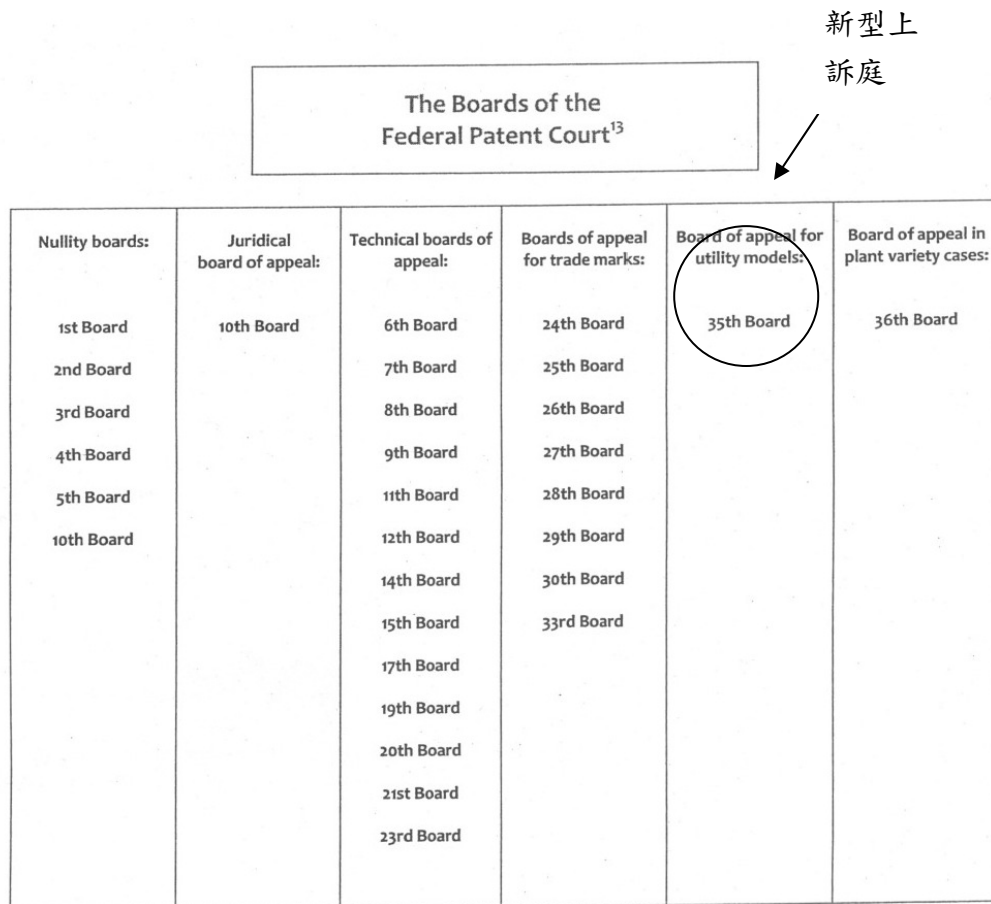 新型上
訴庭
The Boards of the
Federal Patent Court¹³
Nullity boards:
1st Board
2nd Board
3rd Board
4th Board
5th Board
10th Board
Juridical
board of appeal:
10th Board
Technical boards of
appeal:
6th Board
7th Board
8th Board
9th Board
11th Board
12th Board
14th Board
15th Board
17th Board
19th Board
20th Board
21st Board
23rd Board
Boards of appeal
for trade marks:
24th Board
25th Board
26th Board
27th Board
28th Board
29th Board
30th Board
33rd Board
Board of appeal for
utility models:
35th Board
Board of appeal in
plant variety cases:
36th Board